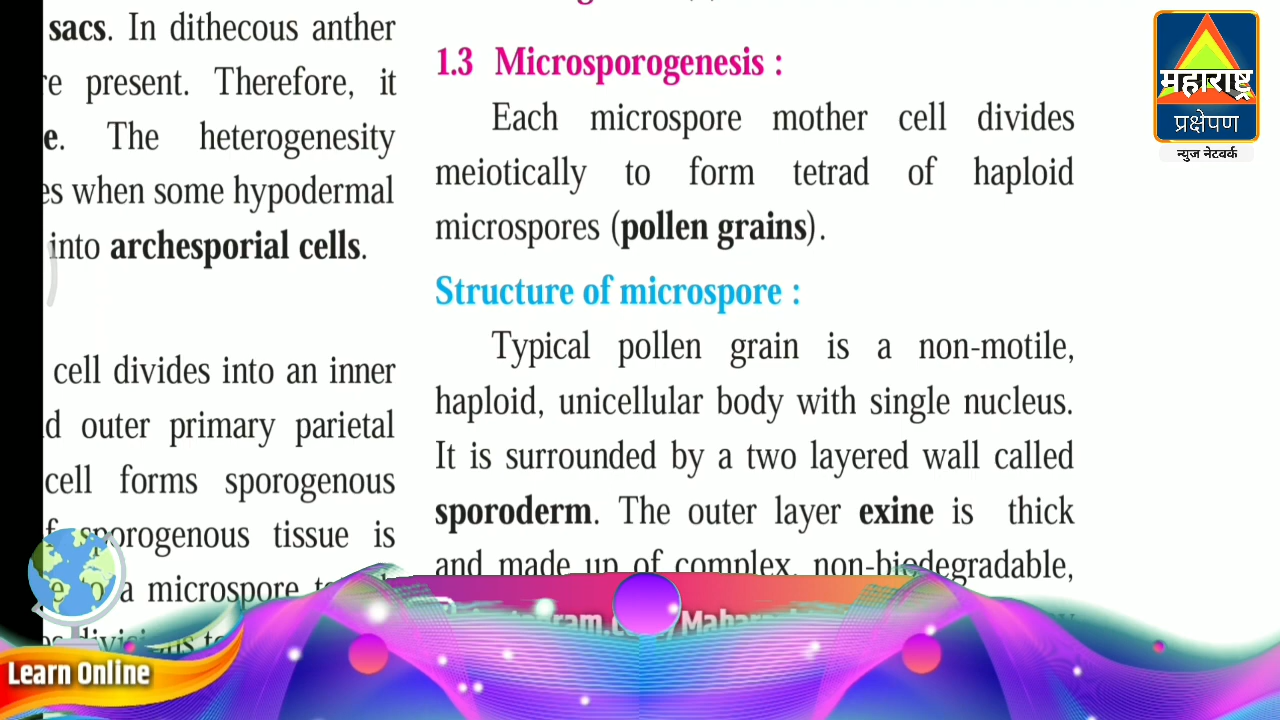 sacs. In dithecous anther
re present. Therefore, it
e. The heterogenesity
es when some hypodermal
into archesporial cells.
cell divides into an inner
outer primary parietal
cell forms sporogenous
sporogenous tissue is
a microspore
1.3 Microsporogenesis :
Each microspore mother cell divides
meiotically to form tetrad of haploid
microspores (pollen grains).
Structure of microspore :
Typical pollen grain is a non-motile,
haploid, unicellular body with single nucleus.
It is surrounded by a two layered wall called
sporoderm. The outer layer exine is thick
and made up of complex, non-biodegradable,
महाराष्ट्र
प्रक्षेपण
न्युज नेटवर्क
Learn Online